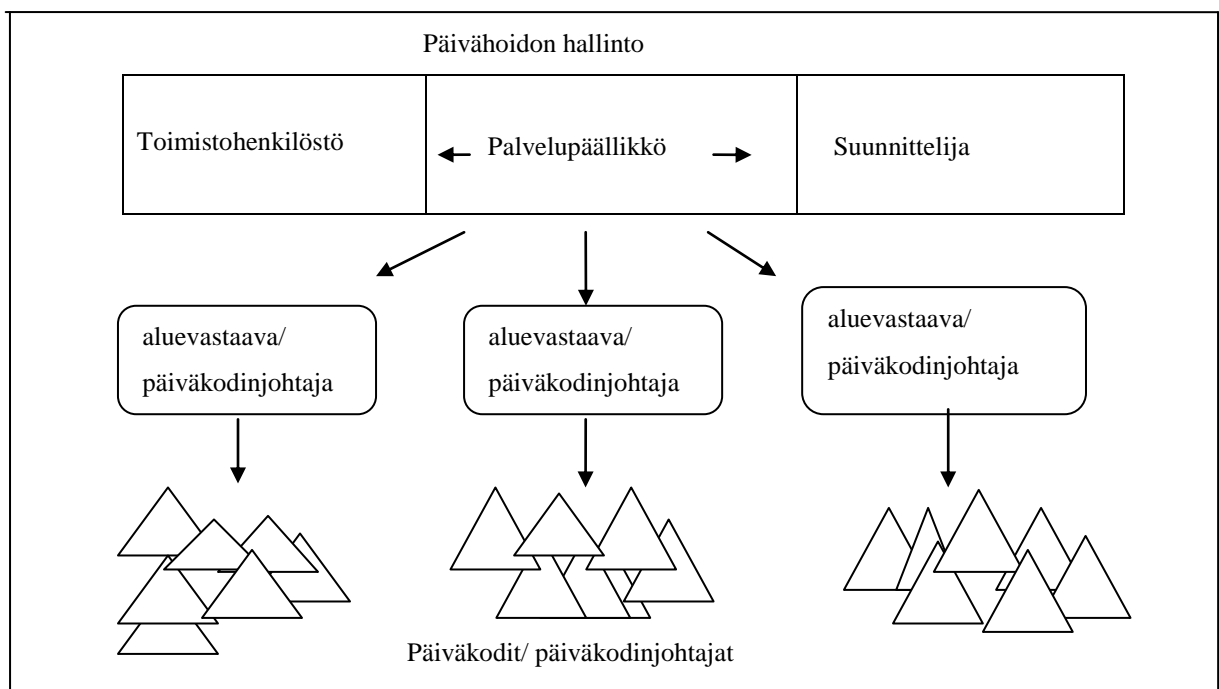 Päivähoidon hallinto
Toimistohenkilöstö
Palvelupäällikkö
Suunnittelija
aluevastaava/
päiväkodinjohtaja
aluevastaava/
päiväkodinjohtaja
aluevastaava/
päiväkodinjohtaja
Päiväkodit/ päiväkodinjohtajat